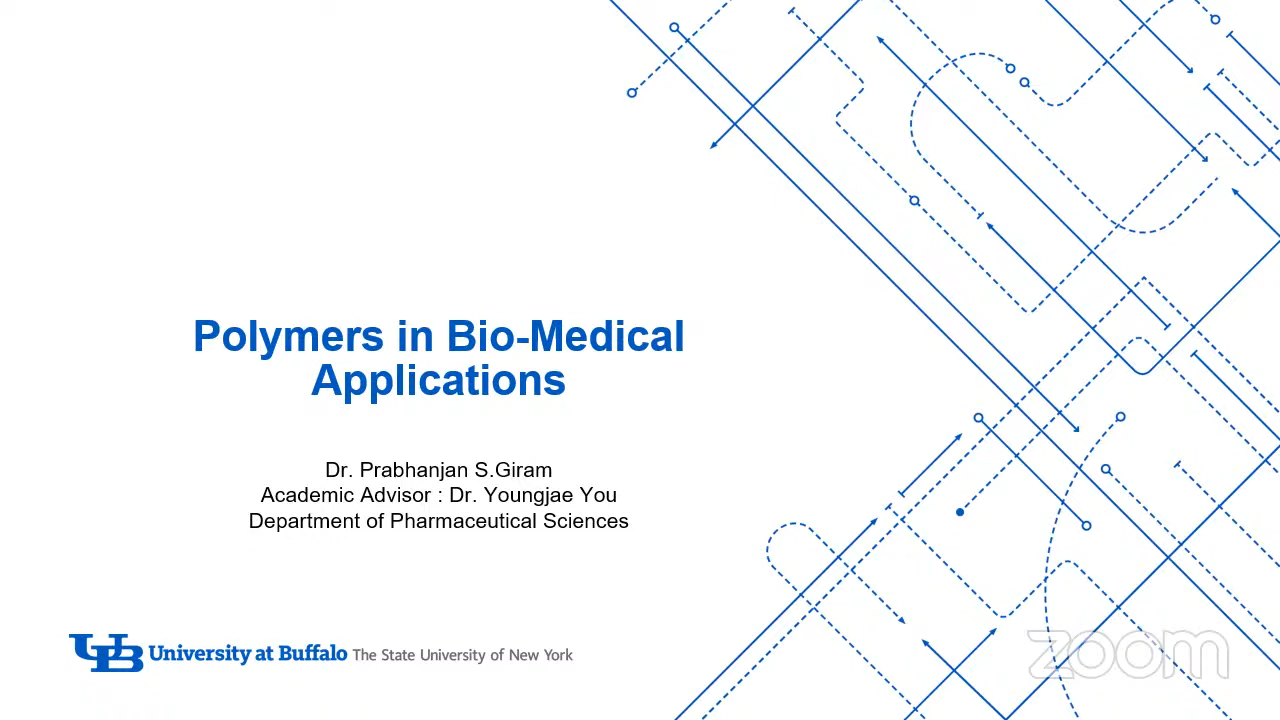 Polymers in Bio-Medical
Applications
Dr. Prabhanjan S.Giram
Academic Advisor : Dr. Youngjae You
Department of Pharmaceutical Sciences
UB University at Buffalo The State University of New York
zoom